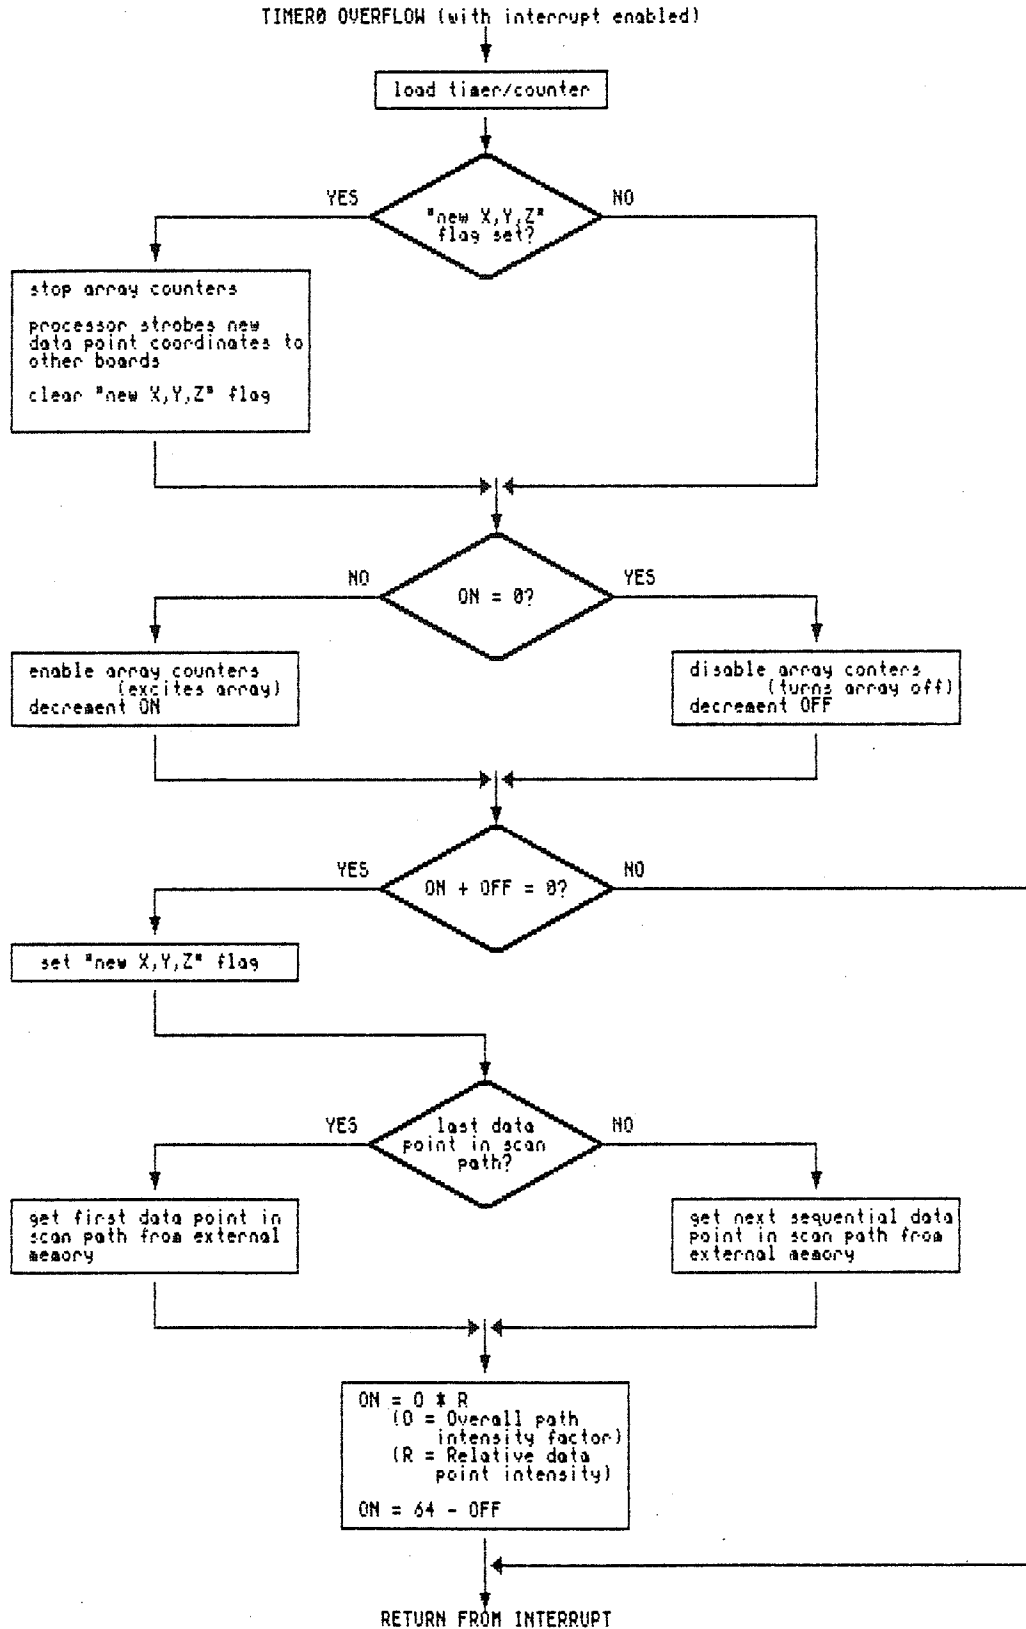 TIMER0 OVERFLOW (with interrupt enabled)
load timer/counter
YES
NO
"new X,Y,Z"
flag set?
stop array counters
processor strobes new
data point coordinates to
other boards
clear "new X,Y,Z" flag
NO
YES
ON = 0?
enable array counters
(excites array)
decrement ON
disable array conters
(turns array off)
decrement OFF
YES
NO
ON + OFF = 0?
set "new X,Y,Z" flag
YES
NO
last data
point in scan
path?
get first data point in
scan path from external
memory
get next sequential data
point in scan path from
external memory
ON = O * R
(O = Overall path
intensity factor)
(R = Relative data
point intensity)
ON = 64 - OFF
RETURN FROM INTERRUPT